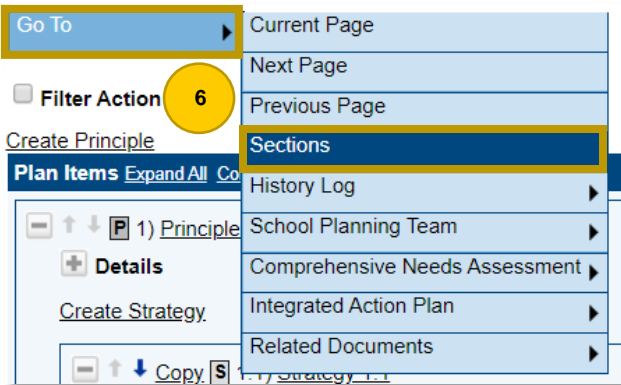 Go To
Current Page
Next Page
Filter Action
6
Previous Page
Create Principle
Sections
Plan Items Expand All Co
History Log
P 1) Principle
School Planning Team
Details
Comprehensive Needs Assessment
Create Strategy
Integrated Action Plan
Related Documents
Copy S 1.1) Strategy 1.1